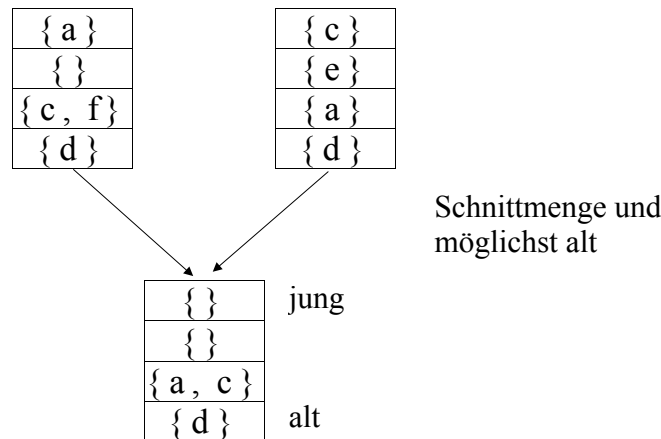 { a }
{ }
{ c , f }
{ d }
{ c }
{ e }
{ a }
{ d }
Schnittmenge und
möglichst alt
{ }
jung
{ }
{ a , c }
{ d }
alt